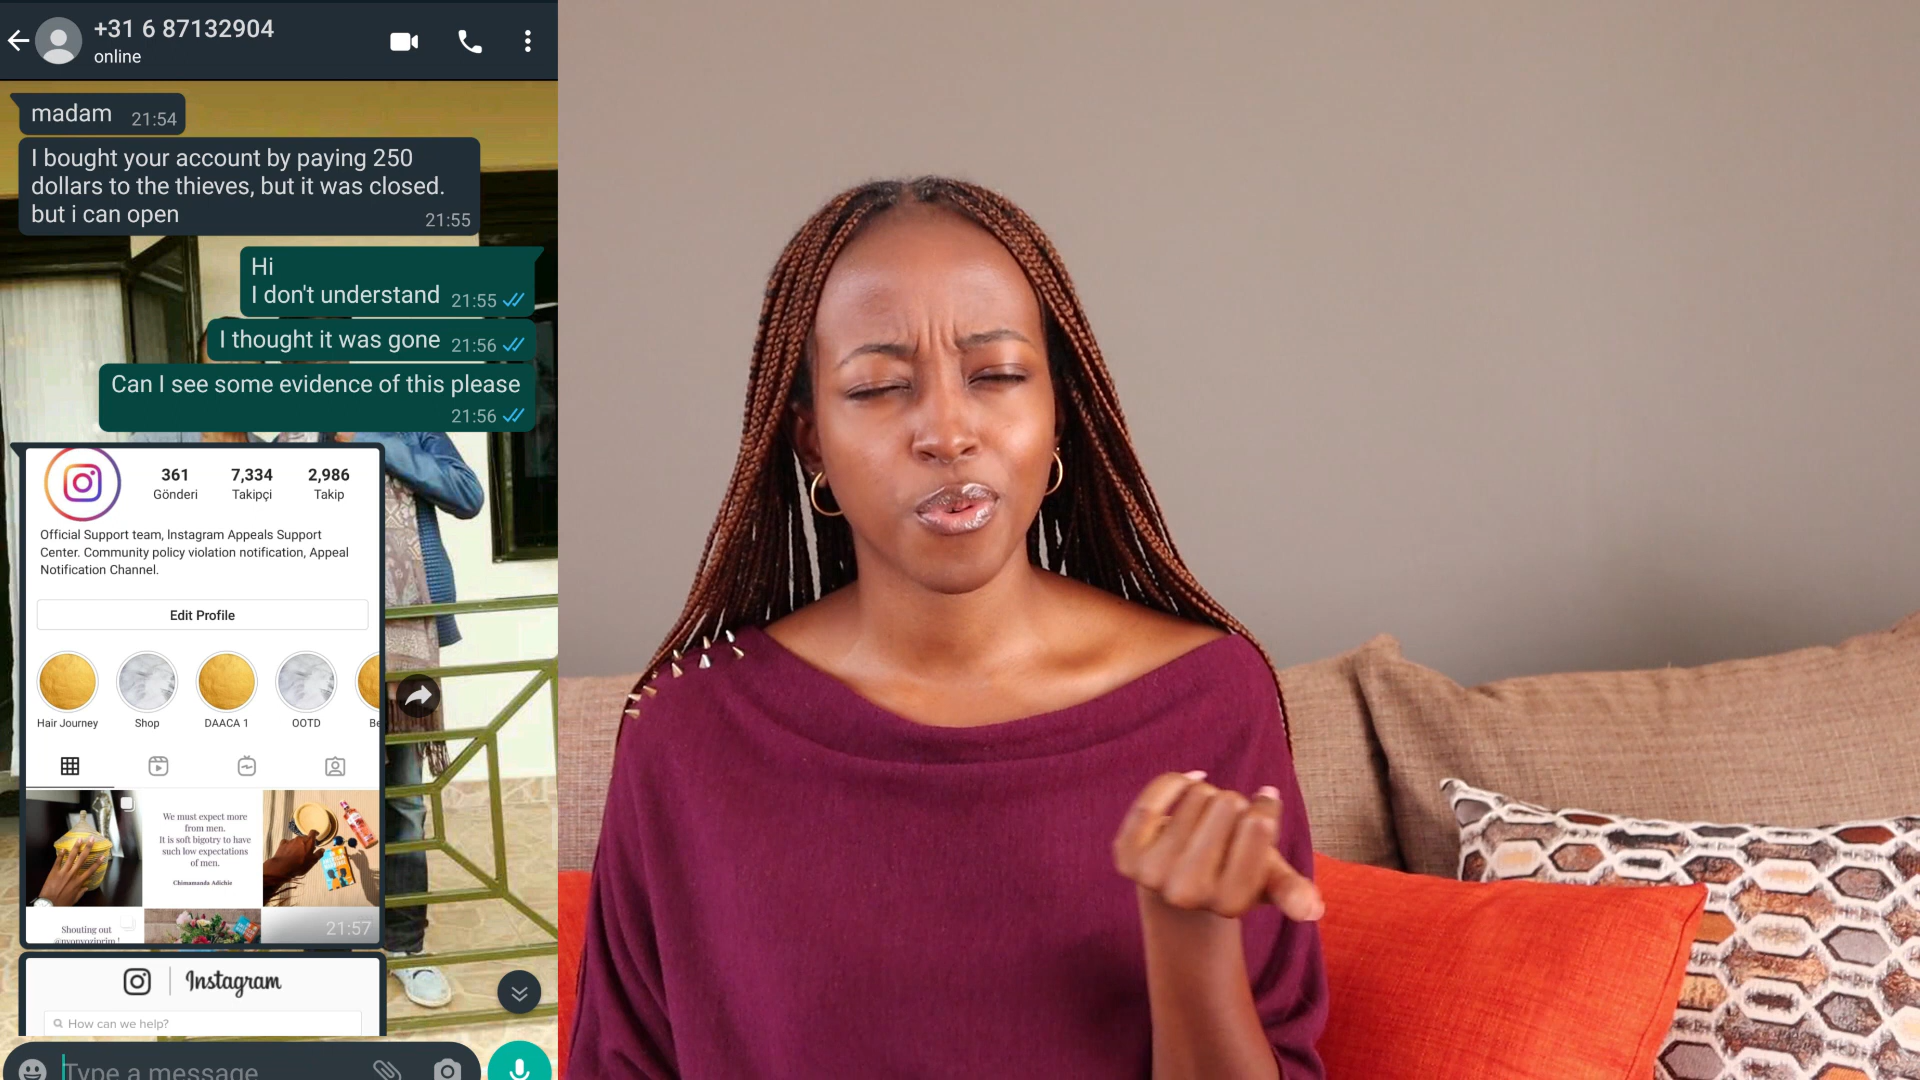 +31 6 87132904
online
madam 21:54
I bought your account by paying 250
dollars to the thieves, but it was closed.
but i can open 21:55
Hi
I don't understand 21:55
I thought it was gone 21:56
Can I see some evidence of this please
21:56
361 7,334 2,986
Gönderi Takipçi Takip
Official Support team, Instagram Appeals Support
Center. Community policy violation notification, Appeal
Notification Channel.
Edit Profile
Hair Journey Shop DAACA 1 OOTD Be
We must expect more
from men.
It is soft bigotry to have
such low expectations
of men.
Chimamanda Adichie
Shouting out
21:57
Instagram
How can we help?
Type a message